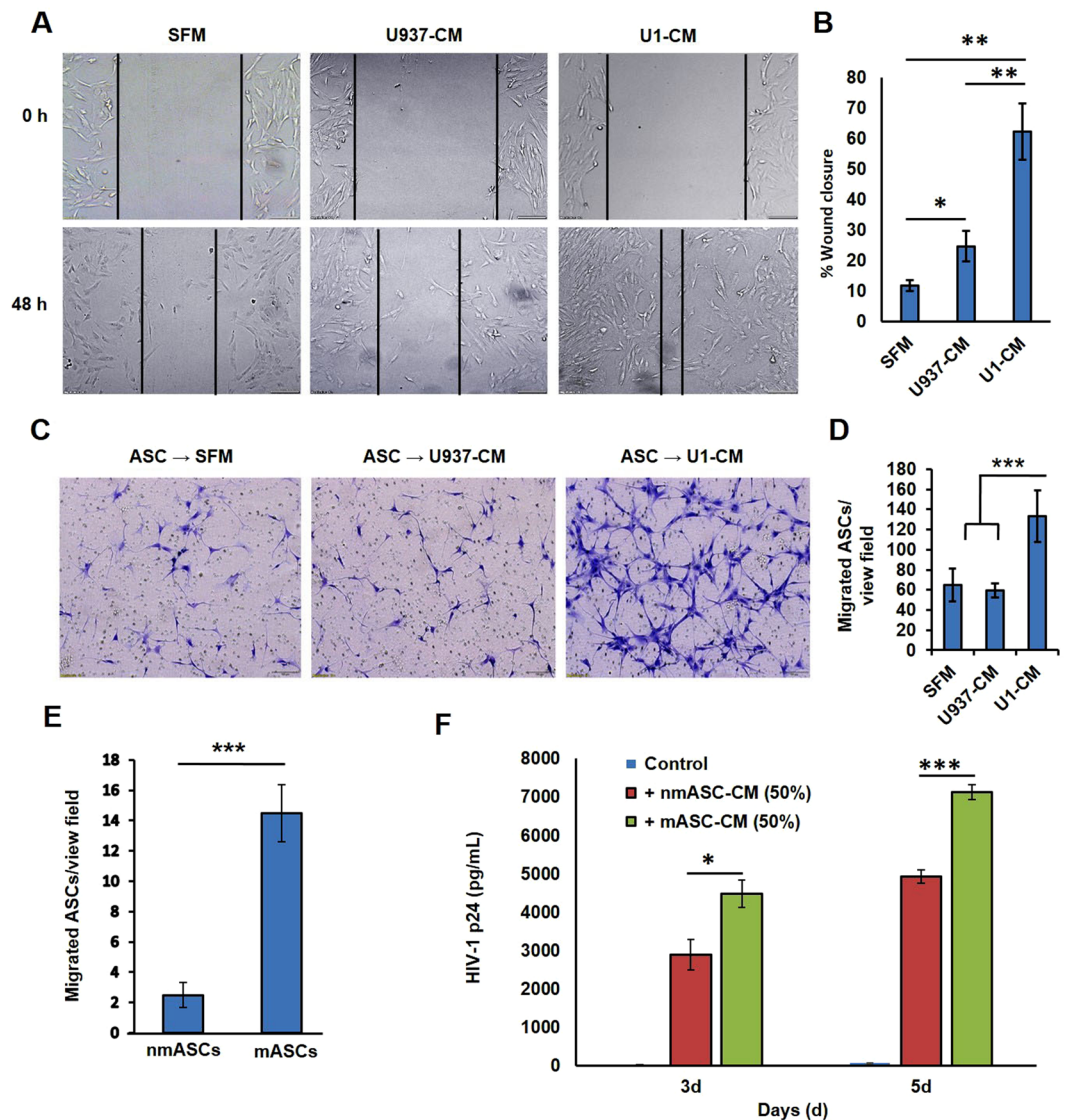 A
SFM
U937-CM
U1-CM
0 h
48 h
B
**
**
*
% Wound closure
80
70
60
50
40
30
20
10
0
SFM
U937-CM
U1-CM
C
ASC → SFM
ASC → U937-CM
ASC → U1-CM
D
***
Migrated ASCs/
view field
180
160
140
120
100
80
60
40
20
0
SFM
U937-CM
U1-CM
E
***
Migrated ASCs/view field
18
16
14
12
10
8
6
4
2
0
nmASCs
mASCs
F
Control
+ nmASC-CM (50%)
+ mASC-CM (50%)
*
***
HIV-1 p24 (pg/mL)
8000
7000
6000
5000
4000
3000
2000
1000
0
3d
5d
Days (d)